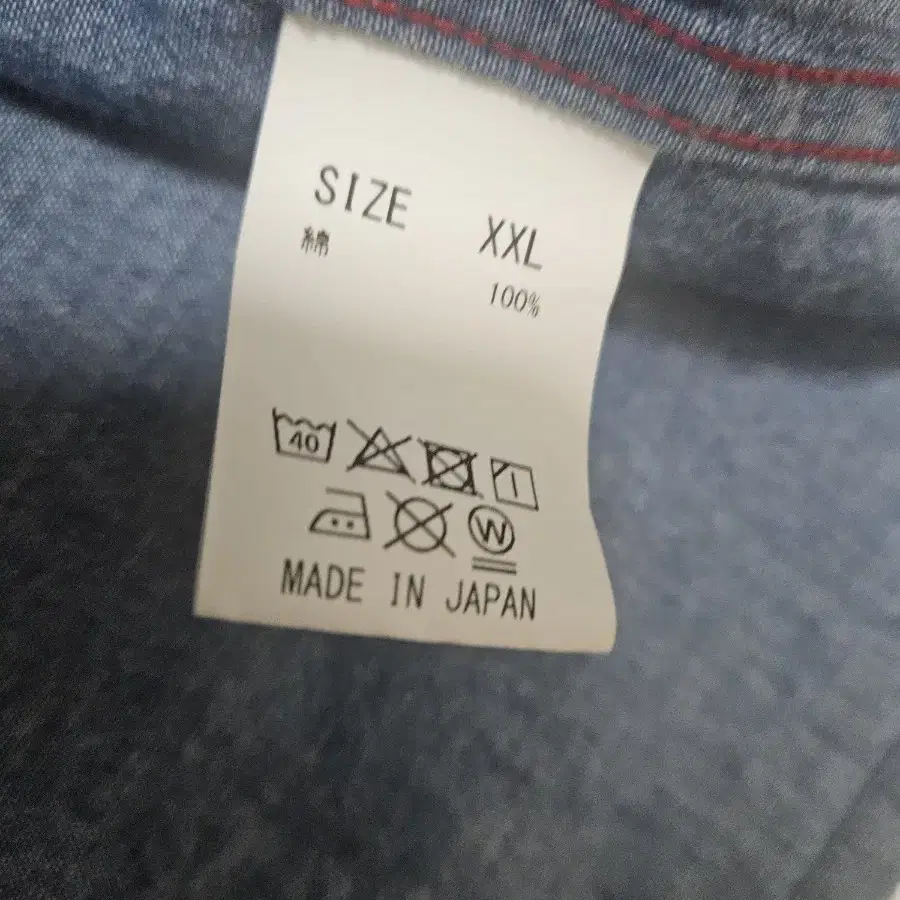 SIZE XXL
綿 100%
40
W
MADE IN JAPAN